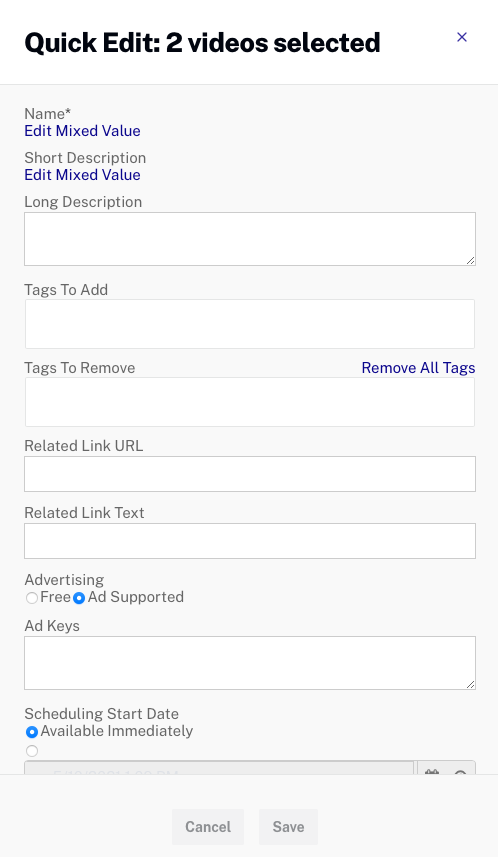 Quick Edit: 2 videos selected
×
Name*
Edit Mixed Value
Short Description
Edit Mixed Value
Long Description
Tags To Add
Tags To Remove Remove All Tags
Related Link URL
Related Link Text
Advertising
Free Ad Supported
Ad Keys
Scheduling Start Date
Available Immediately
Cancel Save